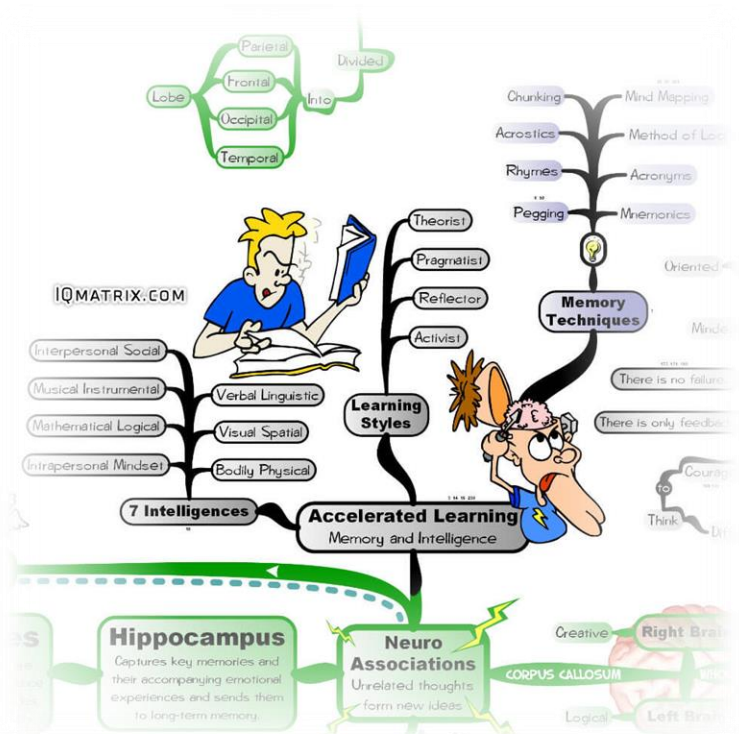 Parietal
Divided
Frontal
Lobe
Into
Occipital
Temporal
Chunking
Mind Mapping
Acrostics
Method of
Rhymes
Acronyms
Pegging
Mnemonics
Theorist
Pragmatist
Reflector
Activist
Oriented
IQMATRIX.COM
Memory
Techniques
Interpersonal Social
Musical Instrumental
Verbal Linguistic
Mathematical Logical
Visual Spatial
Intrapersonal Mindset
Bodily Physical
Learning
Styles
There is no failure
There is only
7 Intelligences
Accelerated Learning
Memory and Intelligence
to
Think
Hippocampus
Captures key memories and
their accompanying emotional
experiences and sends them
to long-term memory.
Neuro
Associations
Unrelated thoughts
form new ideas
CORPUS CALLOSUM
Creative
Right
Logical
Left